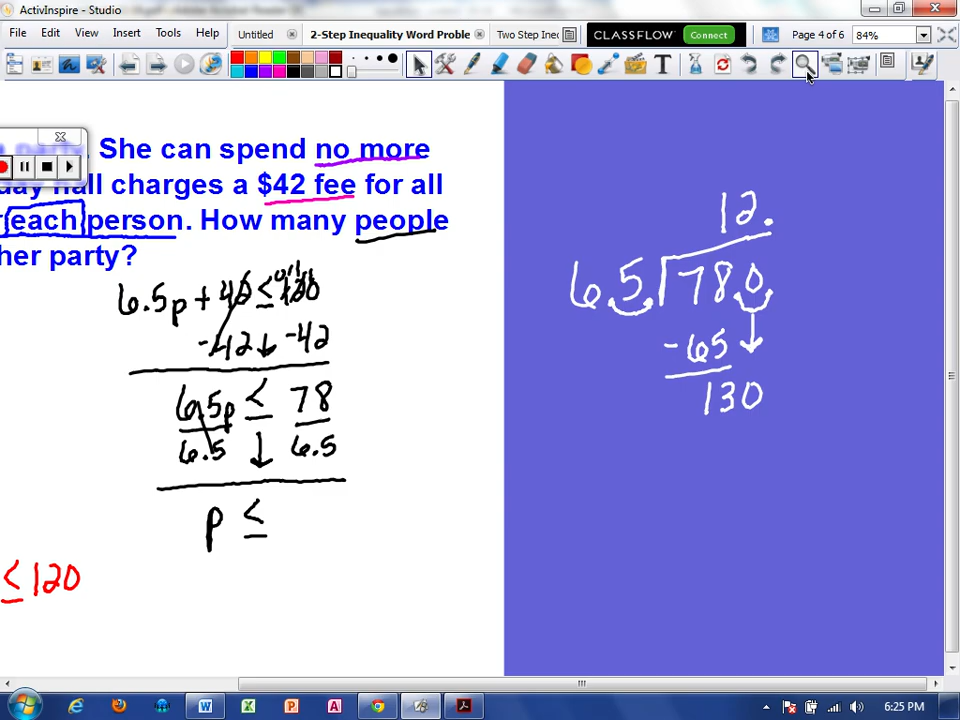 ActivInspire - Studio
File Edit View Insert Tools Help
Untitled 2-Step Inequality Word Proble Two Step Ineq CLASSFLOW Connect Page 4 of 6 84%
party. She can spend no more
day hall charges a $42 fee for all
each person. How many people
her party?
6.5p + 42 ≤ 120
-42 -42
6.5p ≤ 78
6.5 6.5
p ≤
≤ 120
12.
6.5 780
-65
130
6:25 PM